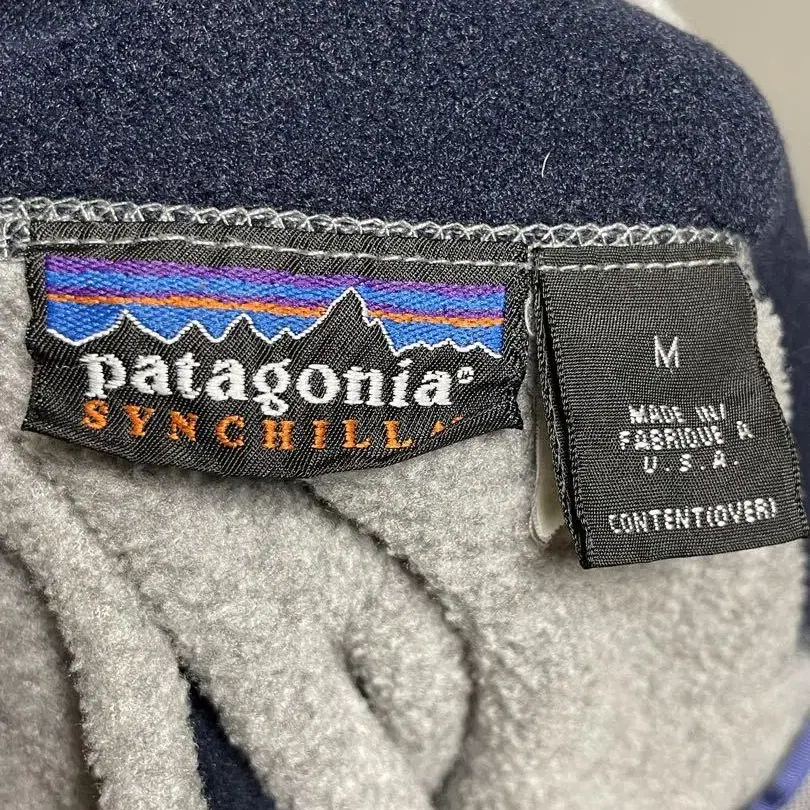 patagonia®
SYNCHILLA
M
MADE IN/
FABRIQUE A
U.S.A.
CONTENT(OVER)